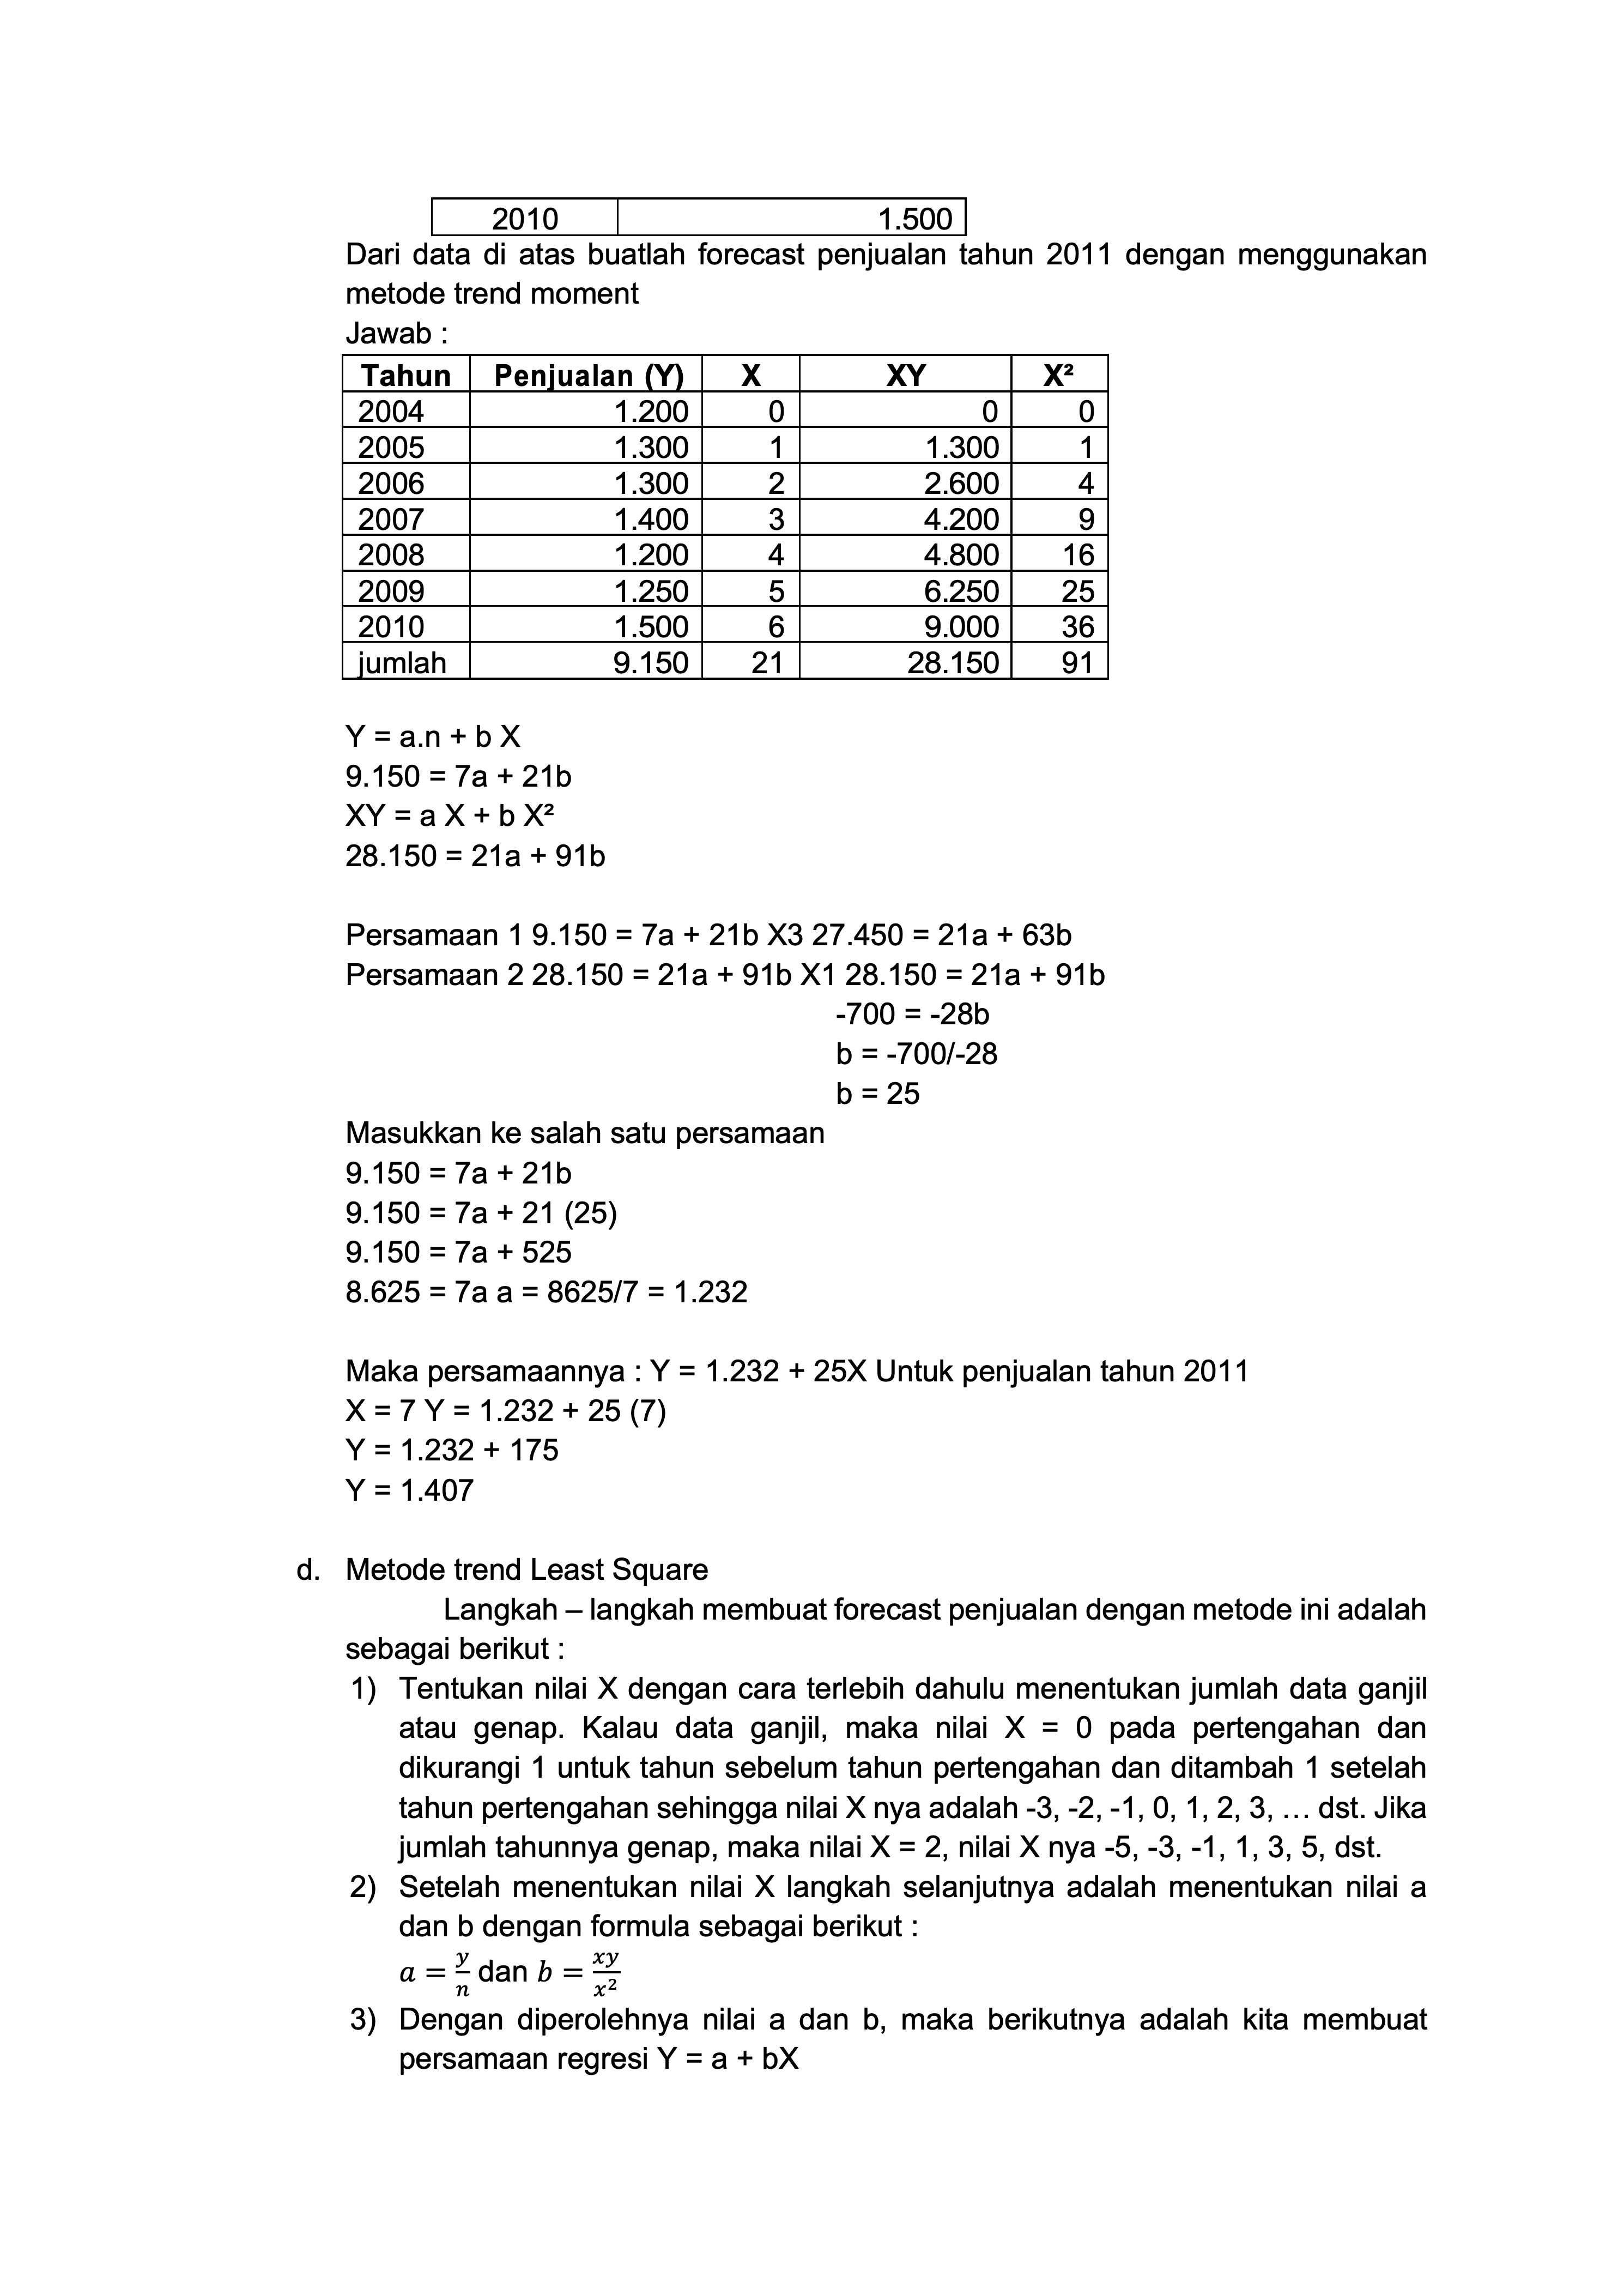 2010 1.500
Dari data di atas buatlah forecast penjualan tahun 2011 dengan menggunakan
metode trend moment
Jawab :
Tahun Penjualan (Y) X XY X²
2004 1.200 0 0 0
2005 1.300 1 1.300 1
2006 1.300 2 2.600 4
2007 1.400 3 4.200 9
2008 1.200 4 4.800 16
2009 1.250 5 6.250 25
2010 1.500 6 9.000 36
jumlah 9.150 21 28.150 91
Y = a.n + b X
9.150 = 7a + 21b
XY = a X + b X²
28.150 = 21a + 91b
Persamaan 1 9.150 = 7a + 21b X3 27.450 = 21a + 63b
Persamaan 2 28.150 = 21a + 91b X1 28.150 = 21a + 91b
-700 = -28b
b = -700/-28
b = 25
Masukkan ke salah satu persamaan
9.150 = 7a + 21b
9.150 = 7a + 21 (25)
9.150 = 7a + 525
8.625 = 7a a = 8625/7 = 1.232
Maka persamaannya : Y = 1.232 + 25X Untuk penjualan tahun 2011
X = 7 Y = 1.232 + 25 (7)
Y = 1.232 + 175
Y = 1.407
d. Metode trend Least Square
Langkah – langkah membuat forecast penjualan dengan metode ini adalah
sebagai berikut :
1) Tentukan nilai X dengan cara terlebih dahulu menentukan jumlah data ganjil
atau genap. Kalau data ganjil, maka nilai X = 0 pada pertengahan dan
dikurangi 1 untuk tahun sebelum tahun pertengahan dan ditambah 1 setelah
tahun pertengahan sehingga nilai X nya adalah -3, -2, -1, 0, 1, 2, 3, … dst. Jika
jumlah tahunnya genap, maka nilai X = 2, nilai X nya -5, -3, -1, 1, 3, 5, dst.
2) Setelah menentukan nilai X langkah selanjutnya adalah menentukan nilai a
dan b dengan formula sebagai berikut :
a = y/n dan b = xy/x²
3) Dengan diperolehnya nilai a dan b, maka berikutnya adalah kita membuat
persamaan regresi Y = a + bX